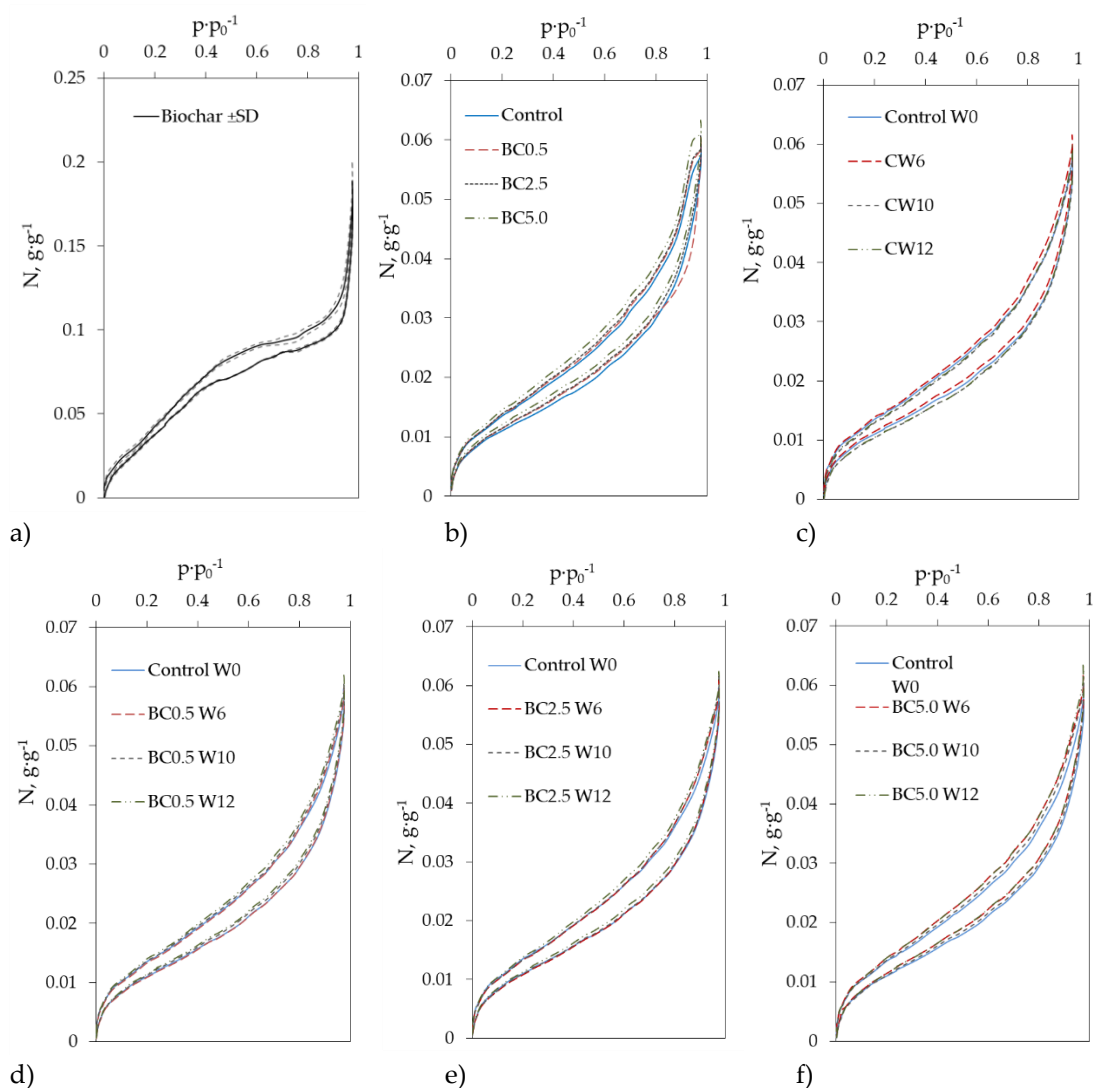 p·p₀⁻¹
0 0.2 0.4 0.6 0.8 1
0.25
0.2
0.15
0.1
0.05
0
N, g·g⁻¹
Biochar ±SD
a)
p·p₀⁻¹
0 0.2 0.4 0.6 0.8 1
0.07
0.06
0.05
0.04
0.03
0.02
0.01
0
N, g·g⁻¹
Control
BC0.5
BC2.5
BC5.0
b)
p·p₀⁻¹
0 0.2 0.4 0.6 0.8 1
0.07
0.06
0.05
0.04
0.03
0.02
0.01
0
N, g·g⁻¹
Control W0
CW6
CW10
CW12
c)
p·p₀⁻¹
0 0.2 0.4 0.6 0.8 1
0.07
0.06
0.05
0.04
0.03
0.02
0.01
0
N, g·g⁻¹
Control W0
BC0.5 W6
BC0.5 W10
BC0.5 W12
d)
p·p₀⁻¹
0 0.2 0.4 0.6 0.8 1
0.07
0.06
0.05
0.04
0.03
0.02
0.01
0
N, g·g⁻¹
Control W0
BC2.5 W6
BC2.5 W10
BC2.5 W12
e)
p·p₀⁻¹
0 0.2 0.4 0.6 0.8 1
0.07
0.06
0.05
0.04
0.03
0.02
0.01
0
N, g·g⁻¹
Control
W0
BC5.0 W6
BC5.0 W10
BC5.0 W12
f)